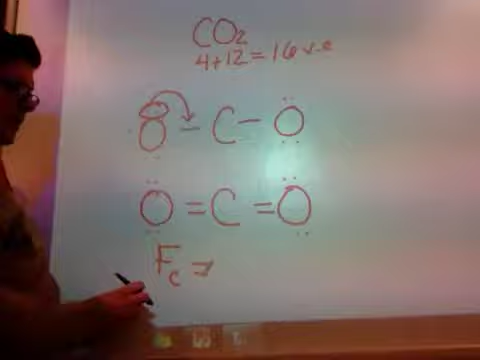 CO₂
4+12=16 v.e
O - C - O
O = C = O
Fc =